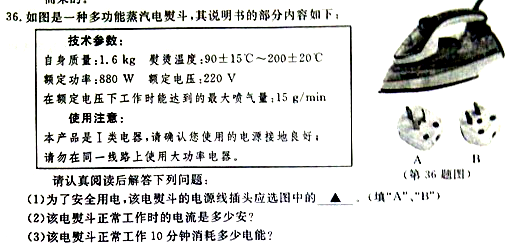 36. 如图是一种多功能蒸汽电熨斗,其说明书的部分内容如下:
技术参数:
自身质量:1.6 kg 熨烫温度:90±15℃～200±20℃
额定功率:880 W 额定电压:220 V
在额定电压下工作时能达到的最大喷气量:15 g/min
使用注意:
本产品是Ⅰ类电器,请确认您使用的电源接地良好;
请勿在同一线路上使用大功率电器。
A B
(第 36 题图)
请认真阅读后解答下列问题:
(1)为了安全用电,该电熨斗的电源线插头应选图中的 ▲ 。(填“A”、“B”)
(2)该电熨斗正常工作时的电流是多少安?
(3)该电熨斗正常工作 10 分钟消耗多少电能?